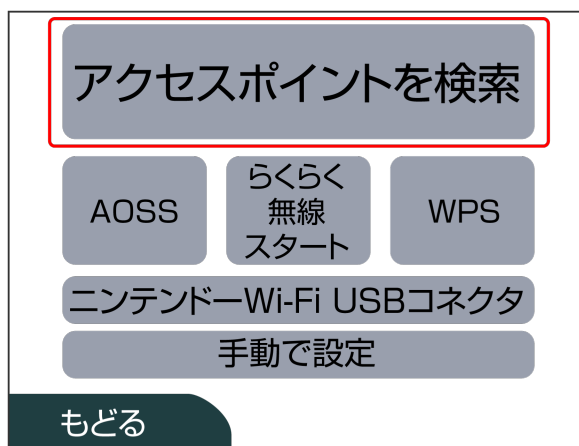 アクセスポイントを検索
AOSS
らくらく
無線
スタート
WPS
ニンテンドーWi-Fi USBコネクタ
手動で設定
もどる